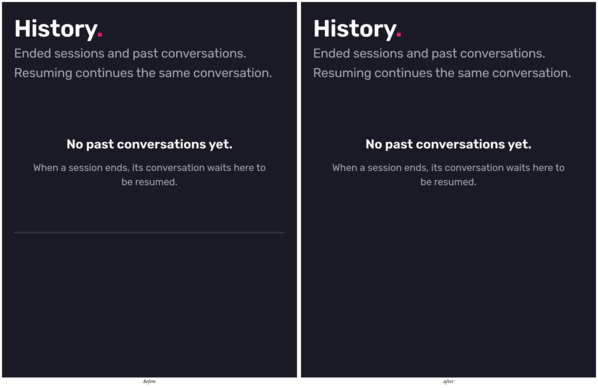 History.
Ended sessions and past conversations.
Resuming continues the same conversation.
No past conversations yet.
When a session ends, its conversation waits here to
be resumed.
before
History.
Ended sessions and past conversations.
Resuming continues the same conversation.
No past conversations yet.
When a session ends, its conversation waits here to
be resumed.
after